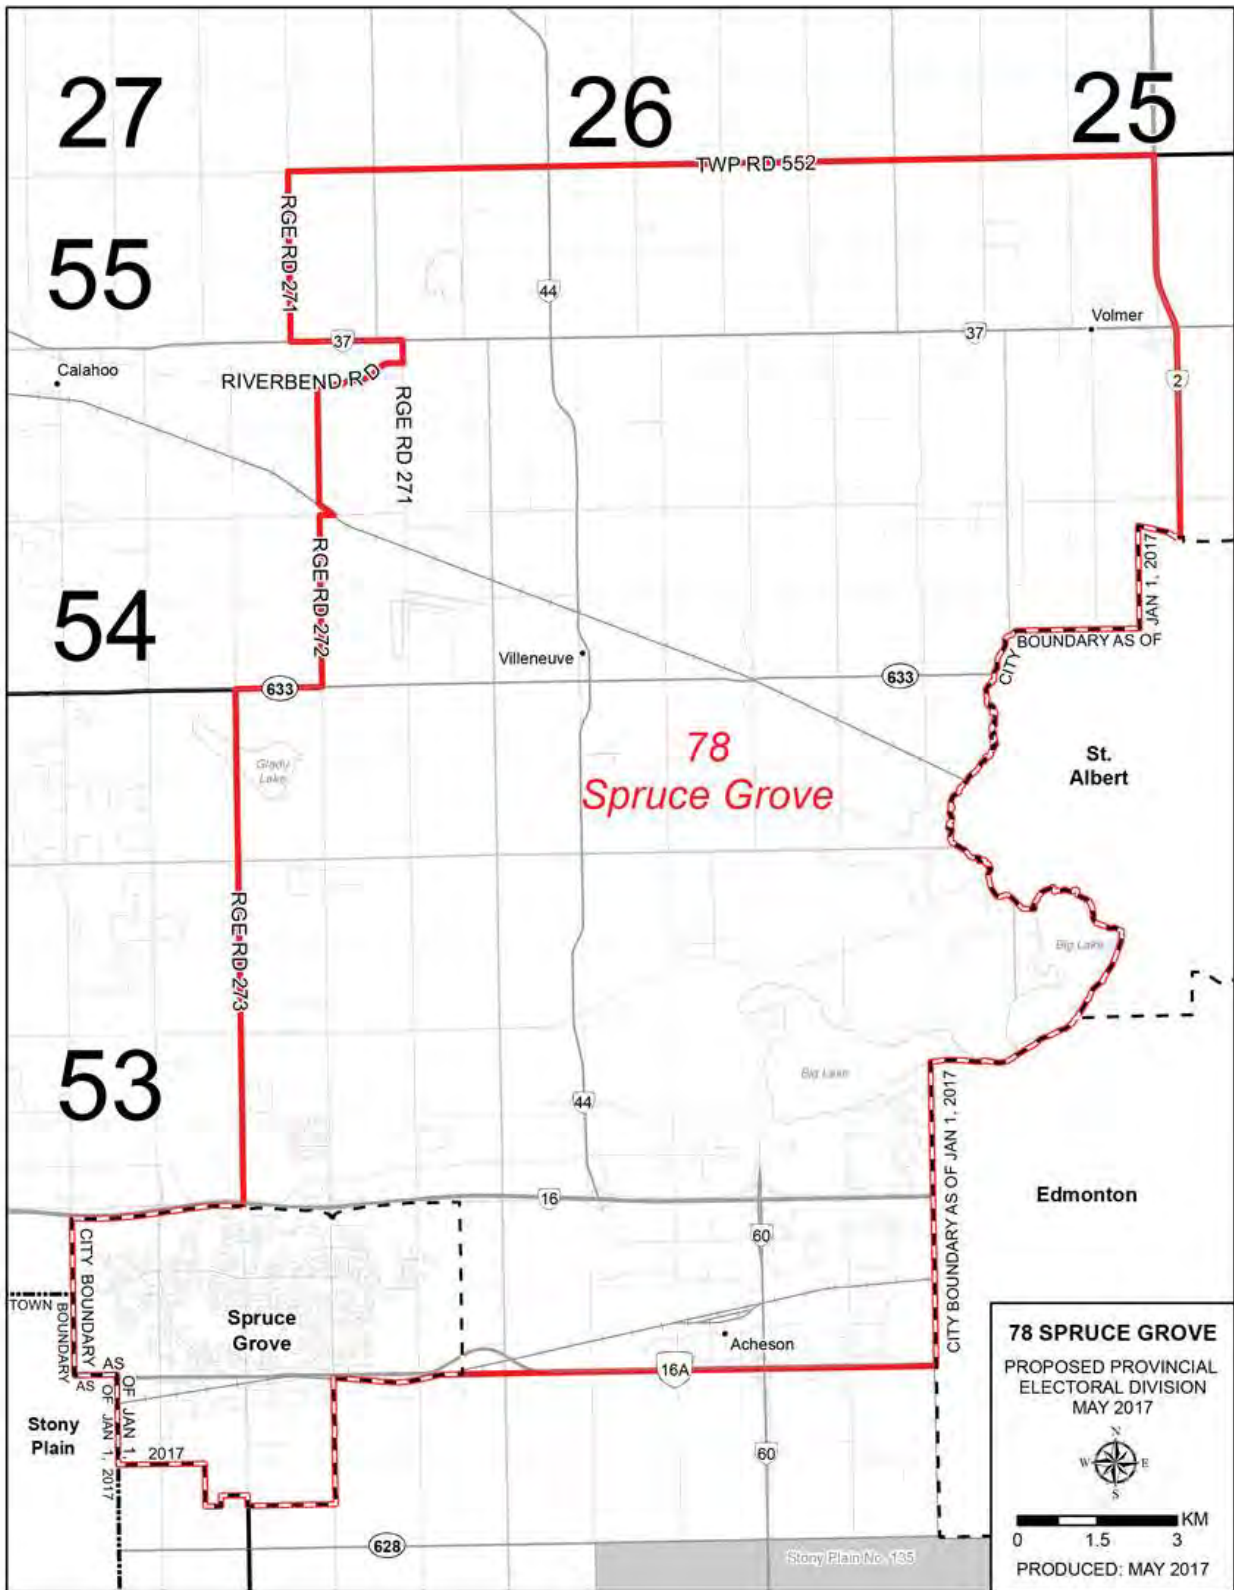 27
26
25
TWP RD 552
RGE RD 271
55
44
Volmer
37
37
Calahoo
RIVERBEND RD
2
RGE RD 271
JAN 1, 2017
RGE RD 272
54
BOUNDARY AS OF
CITY
Villeneuve
633
633
78
Spruce Grove
St.
Albert
Glady
Lake
RGE RD 273
Big Lake
53
Big Lake
44
CITY BOUNDARY AS OF JAN 1, 2017
16
Edmonton
60
CITY BOUNDARY
TOWN
BOUNDARY
Spruce
Grove
Acheson
AS
OF JAN 1,
2017
AS
OF JAN 1, 2017
16A
Stony
Plain
60
628
Stony Plain No. 135
78 SPRUCE GROVE
PROPOSED PROVINCIAL
ELECTORAL DIVISION
MAY 2017
N
W
E
S
KM
0
1.5
3
PRODUCED: MAY 2017